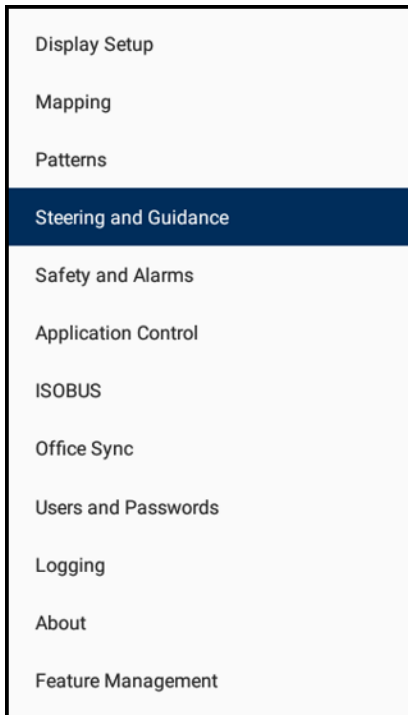 Display Setup
Mapping
Patterns
Steering and Guidance
Safety and Alarms
Application Control
ISOBUS
Office Sync
Users and Passwords
Logging
About
Feature Management